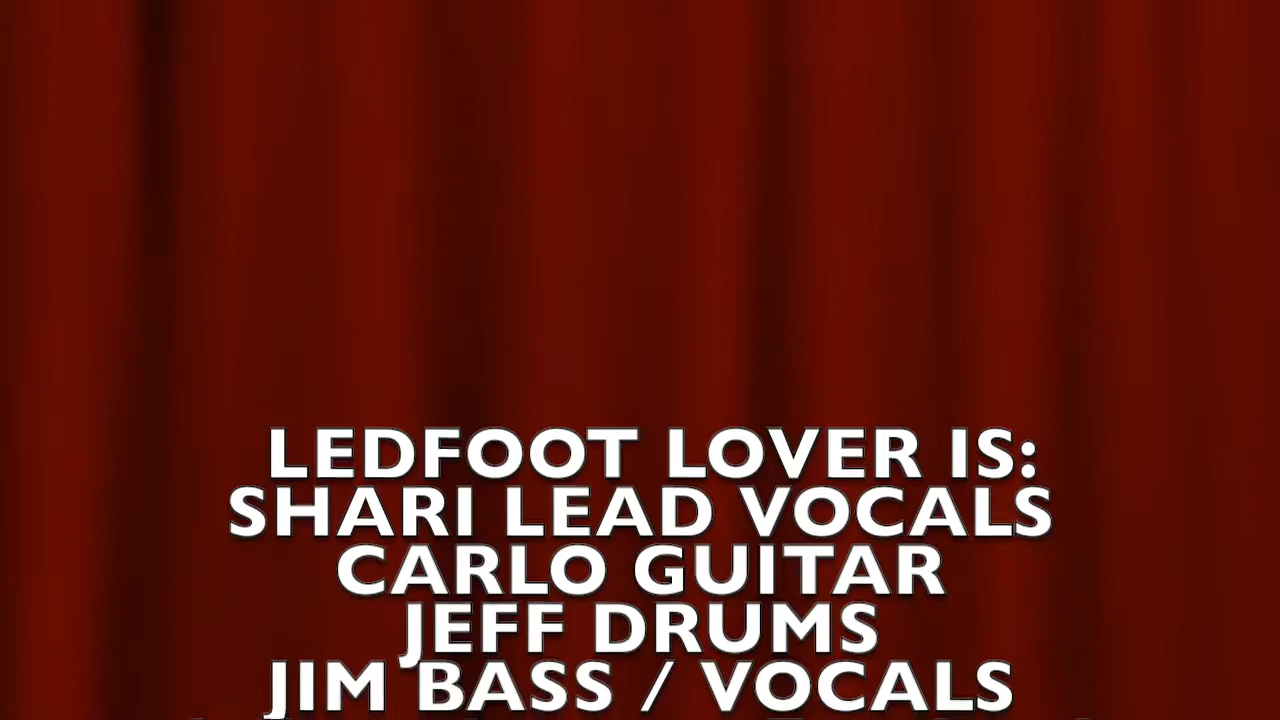 LEDFOOT LOVER IS:
SHARI LEAD VOCALS
CARLO GUITAR
JEFF DRUMS
JIM BASS / VOCALS